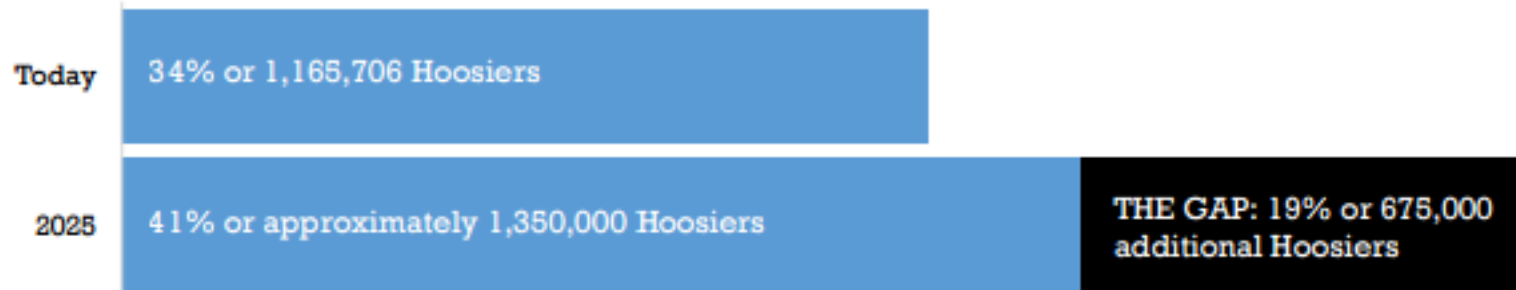 Today
34% or 1,165,706 Hoosiers
2025
41% or approximately 1,350,000 Hoosiers
THE GAP: 19% or 675,000
additional Hoosiers